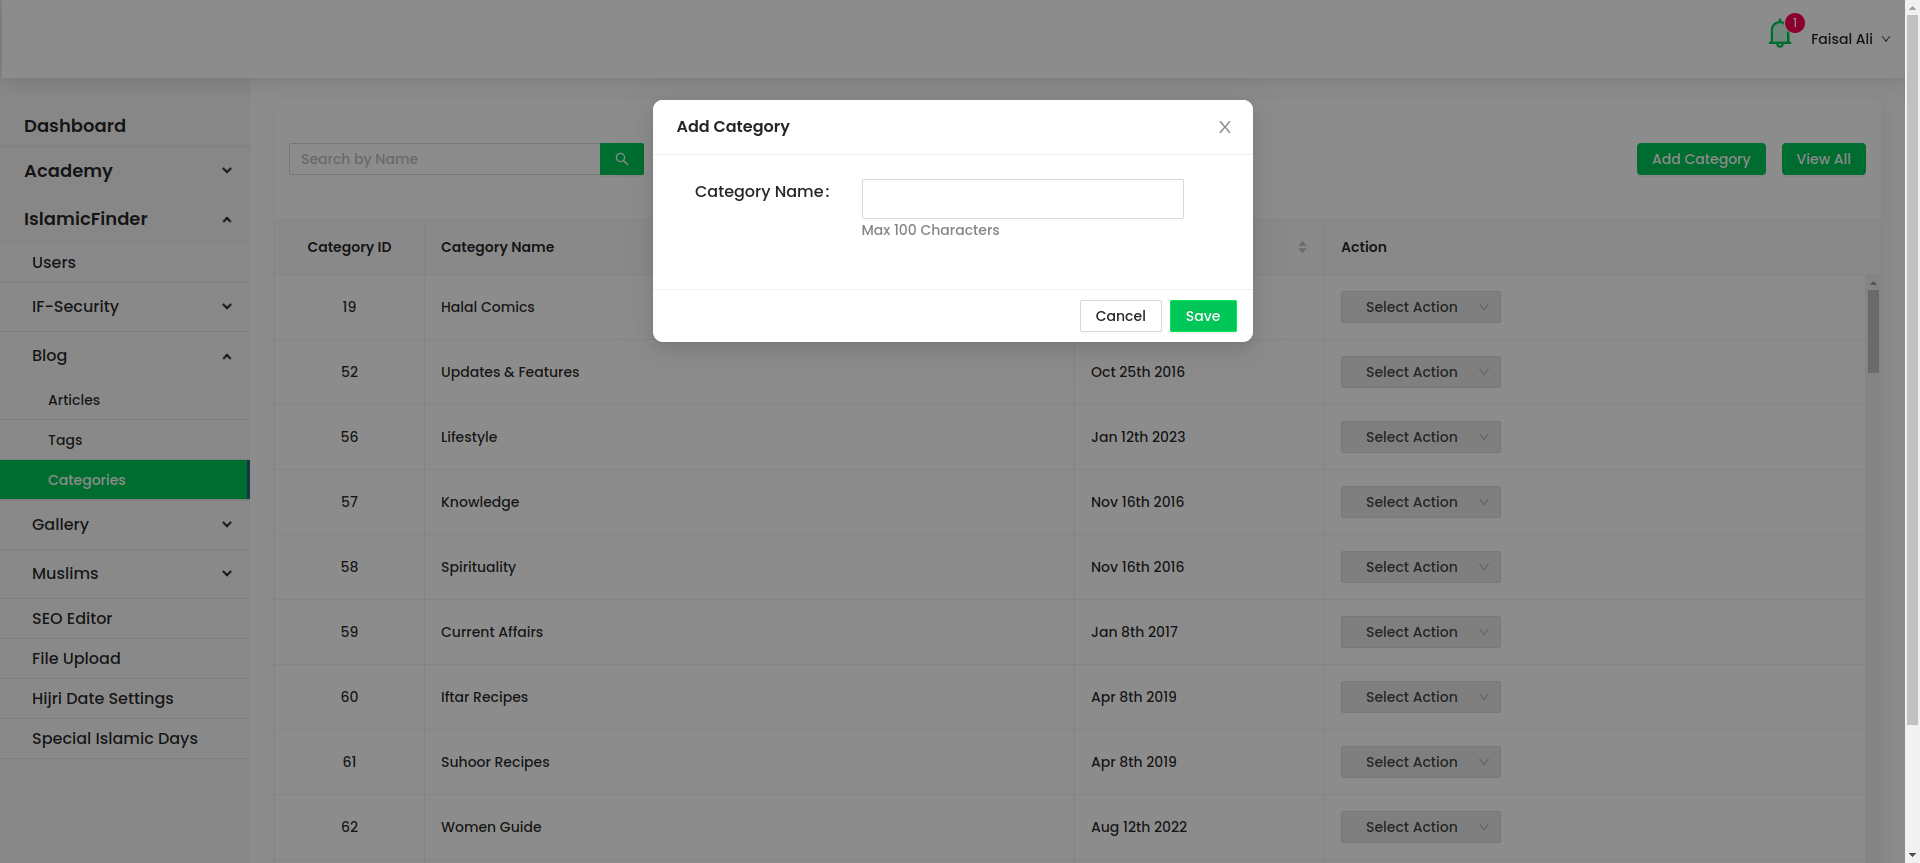 1
Faisal Ali
Dashboard
Academy
IslamicFinder
Users
IF-Security
Blog
Articles
Tags
Categories
Gallery
Muslims
SEO Editor
File Upload
Hijri Date Settings
Special Islamic Days
Search by Name
Add Category
View All
Add Category
Category Name:
Max 100 Characters
Cancel
Save
Category ID
Category Name
Action
19
Halal Comics
Select Action
52
Updates & Features
Oct 25th 2016
Select Action
56
Lifestyle
Jan 12th 2023
Select Action
57
Knowledge
Nov 16th 2016
Select Action
58
Spirituality
Nov 16th 2016
Select Action
59
Current Affairs
Jan 8th 2017
Select Action
60
Iftar Recipes
Apr 8th 2019
Select Action
61
Suhoor Recipes
Apr 8th 2019
Select Action
62
Women Guide
Aug 12th 2022
Select Action